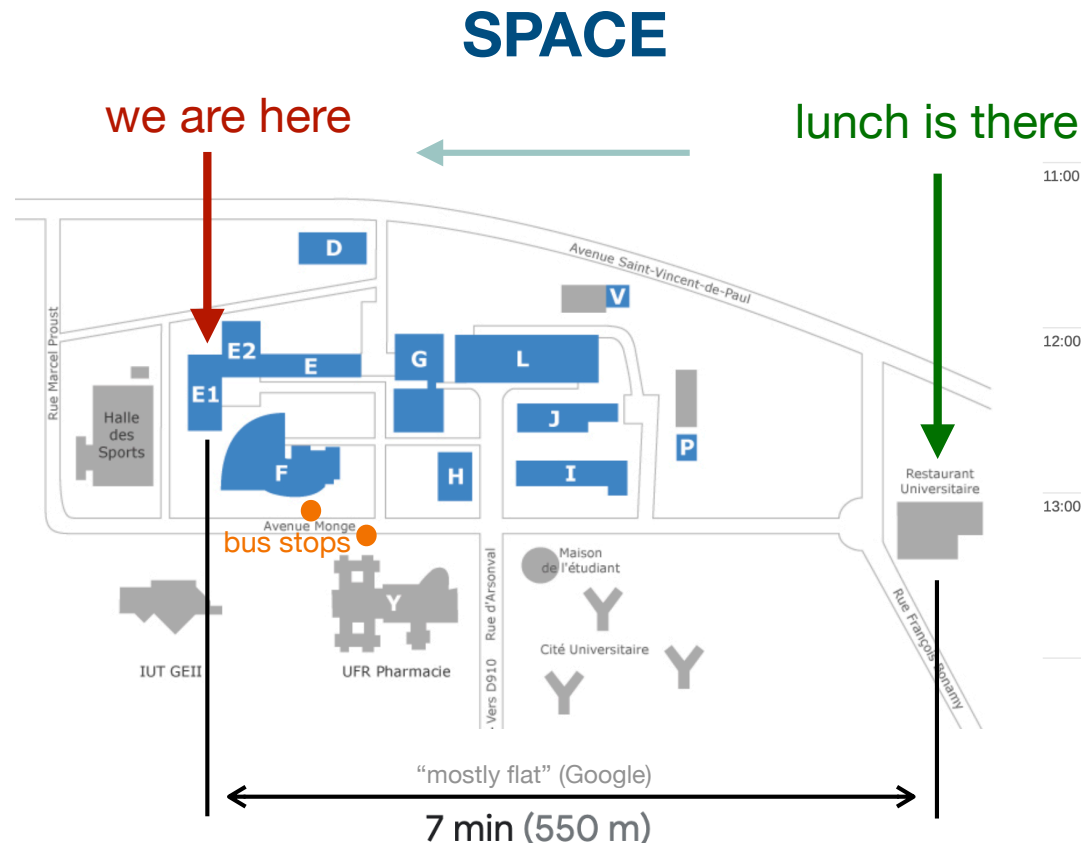 SPACE
we are here
lunch is there
11:00
D
Avenue Saint-Vincent-de-Paul
V
Rue Marcel Proust
12:00
E2
E
G
L
E1
Halle
des
Sports
J
P
F
H
I
Restaurant
Universitaire
13:00
Avenue Monge
bus stops
Maison
de l'étudiant
Rue d'Arsonval
Y
Rue François Bonamy
Cité Universitaire
IUT GEII
UFR Pharmacie
- Vers D910
“mostly flat” (Google)
7 min (550 m)